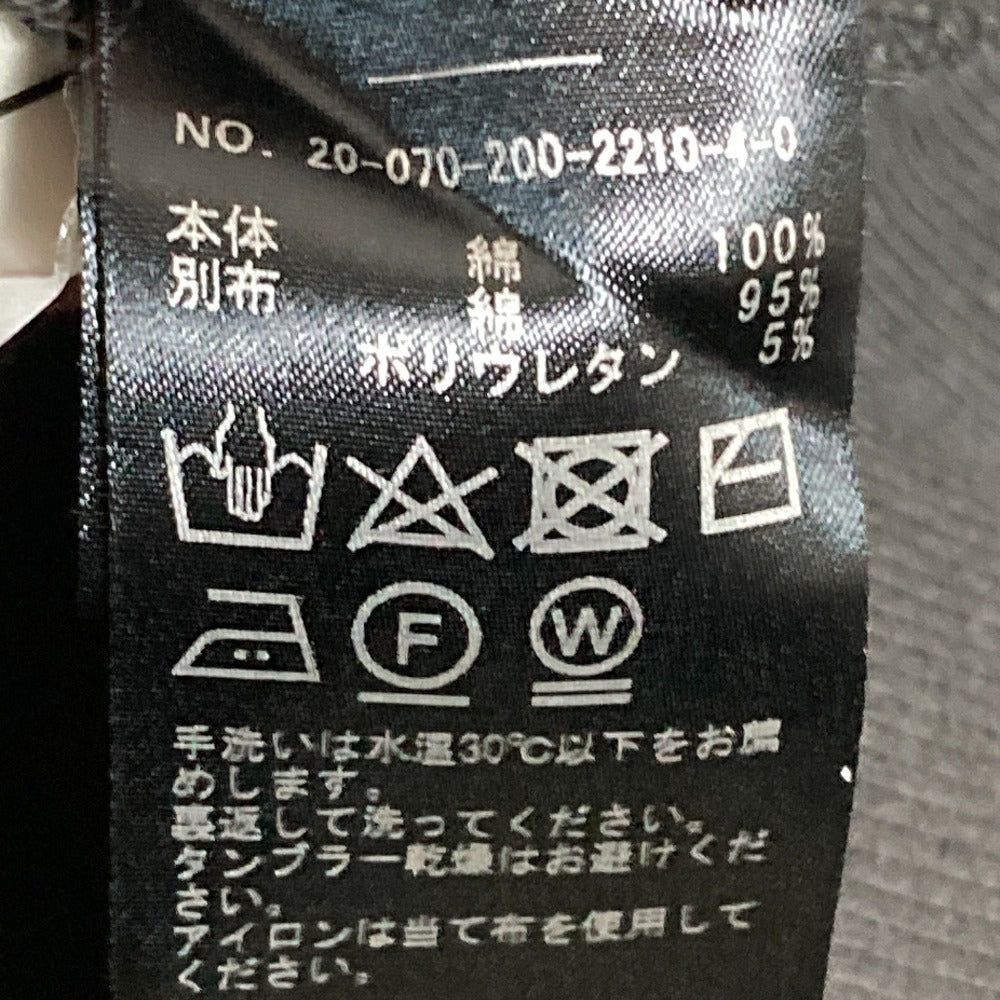 NO. 20-070-200-2210-4-0
本体 綿 100%
別布 綿 95%
ポリウレタン 5%
F W
手洗いは水温30℃以下をお薦
めします。
裏返して洗ってください。
タンブラー乾燥はお避けくだ
さい。
アイロンは当て布を使用して
ください。